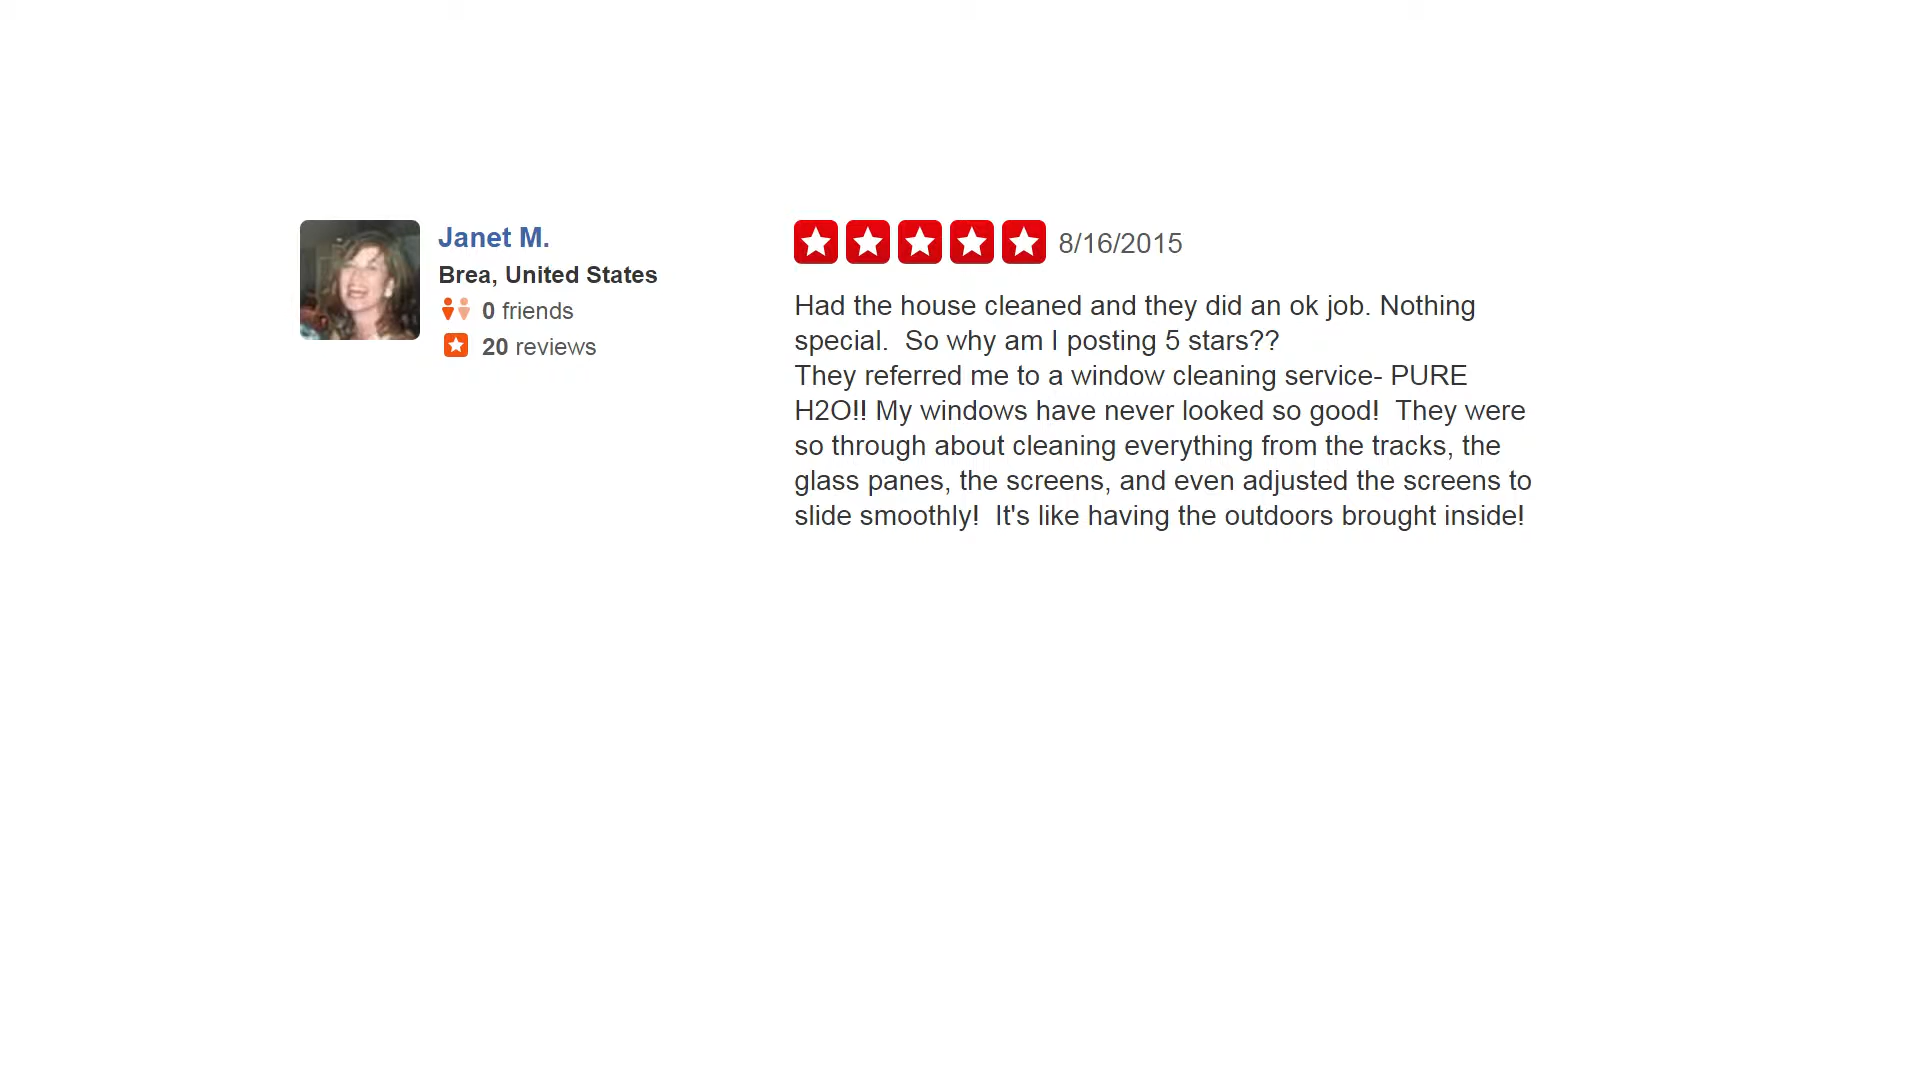 Janet M.
Brea, United States
0 friends
20 reviews
8/16/2015
Had the house cleaned and they did an ok job. Nothing
special.  So why am I posting 5 stars??
They referred me to a window cleaning service- PURE
H2O!! My windows have never looked so good!  They were
so through about cleaning everything from the tracks, the
glass panes, the screens, and even adjusted the screens to
slide smoothly!  It's like having the outdoors brought inside!